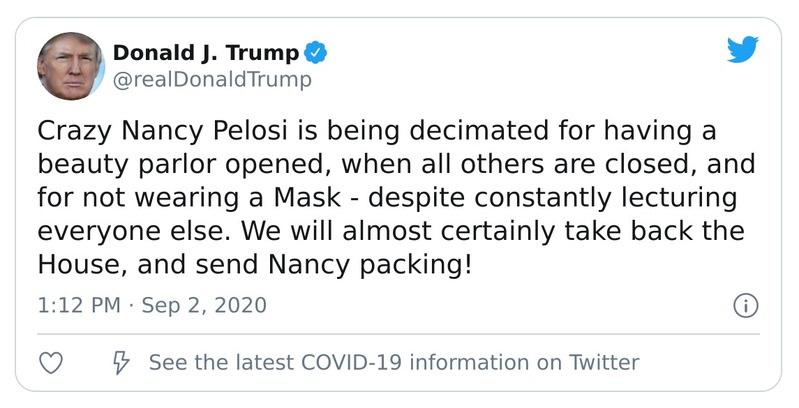 Donald J. Trump
@realDonaldTrump
Crazy Nancy Pelosi is being decimated for having a
beauty parlor opened, when all others are closed, and
for not wearing a Mask - despite constantly lecturing
everyone else. We will almost certainly take back the
House, and send Nancy packing!
1:12 PM · Sep 2, 2020
See the latest COVID-19 information on Twitter